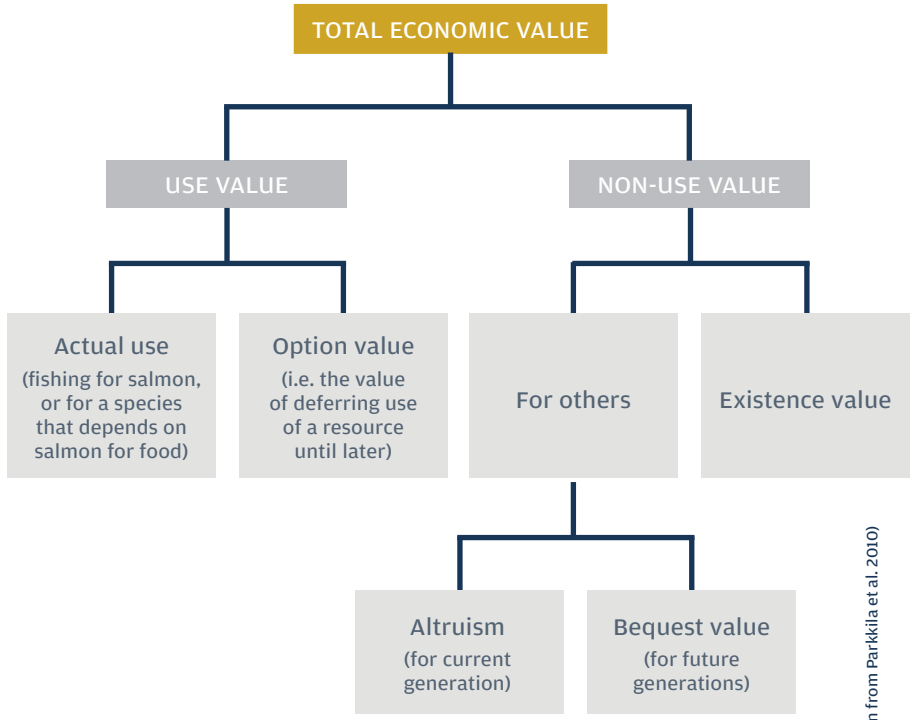 TOTAL ECONOMIC VALUE
USE VALUE
NON-USE VALUE
Actual use
(fishing for salmon,
or for a species
that depends on
salmon for food)
Option value
(i.e. the value
of deferring use
of a resource
until later)
For others
Existence value
Altruism
(for current
generation)
Bequest value
(for future
generations)
from Parkkila et al. 2010)